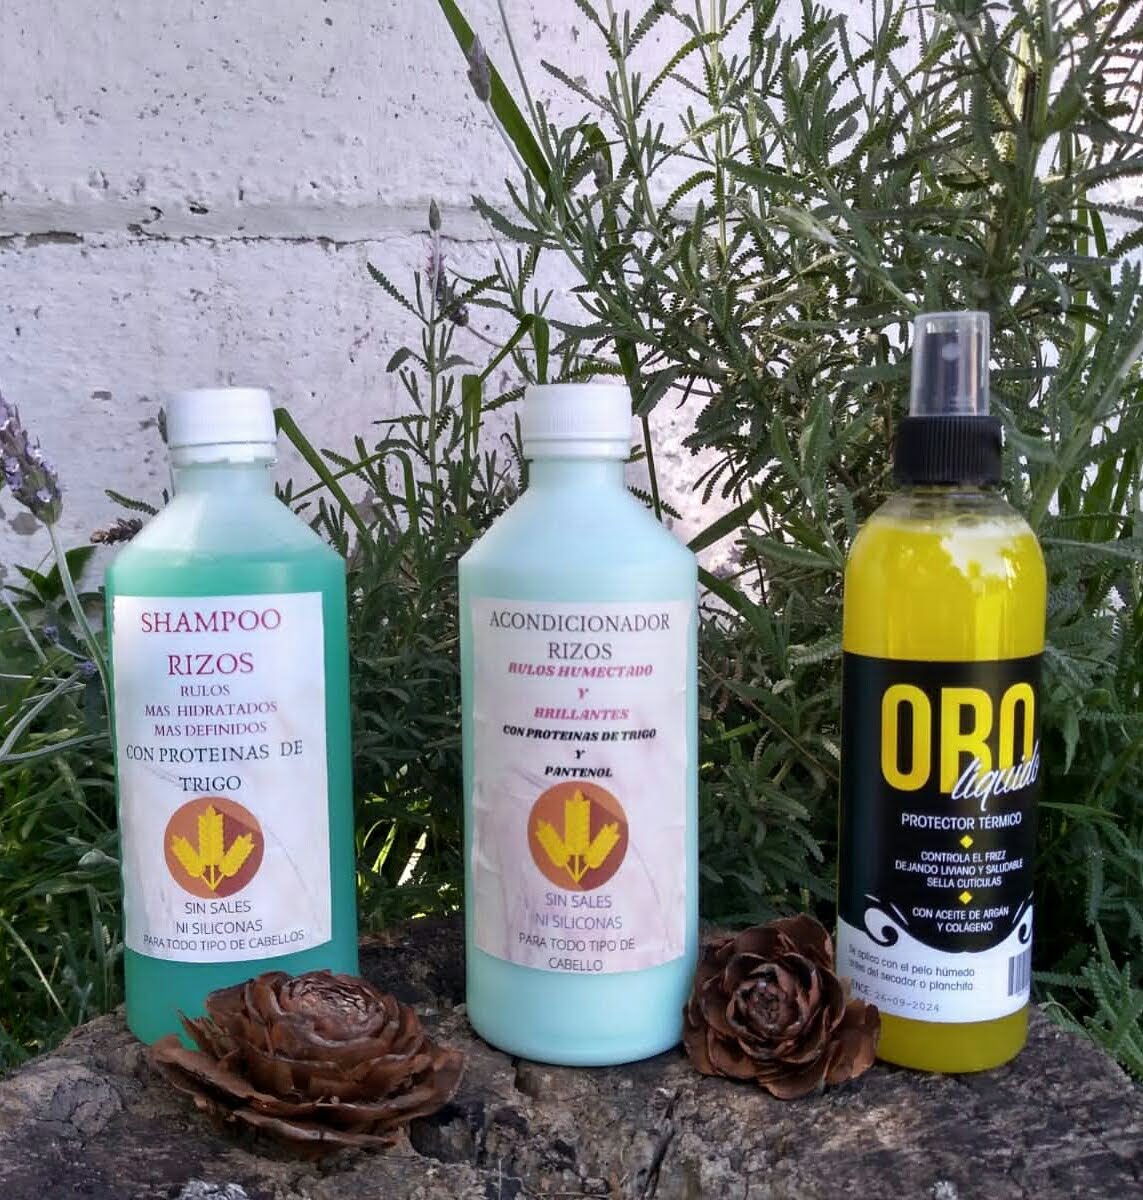 SHAMPOO
RIZOS
RULOS
MAS HIDRATADOS
MAS DEFINIDOS
CON PROTEINAS DE
TRIGO
SIN SALES
NI SILICONAS
PARA TODO TIPO DE CABELLOS
ACONDICIONADOR
RIZOS
RULOS HUMECTADO
Y
BRILLANTES
CON PROTEINAS DE TRIGO
Y
PANTENOL
SIN SALES
NI SILICONAS
PARA TODO TIPO DE
CABELLO
ORO
líquido
PROTECTOR TÉRMICO
CONTROLA EL FRIZZ
DEJANDO LIVIANO Y SALUDABLE
SELLA CUTÍCULAS
CON ACEITE DE ARGÁN
Y COLÁGENO
Se aplica con el pelo húmedo
antes del secador o planchita
VENCE: 26-09-2024